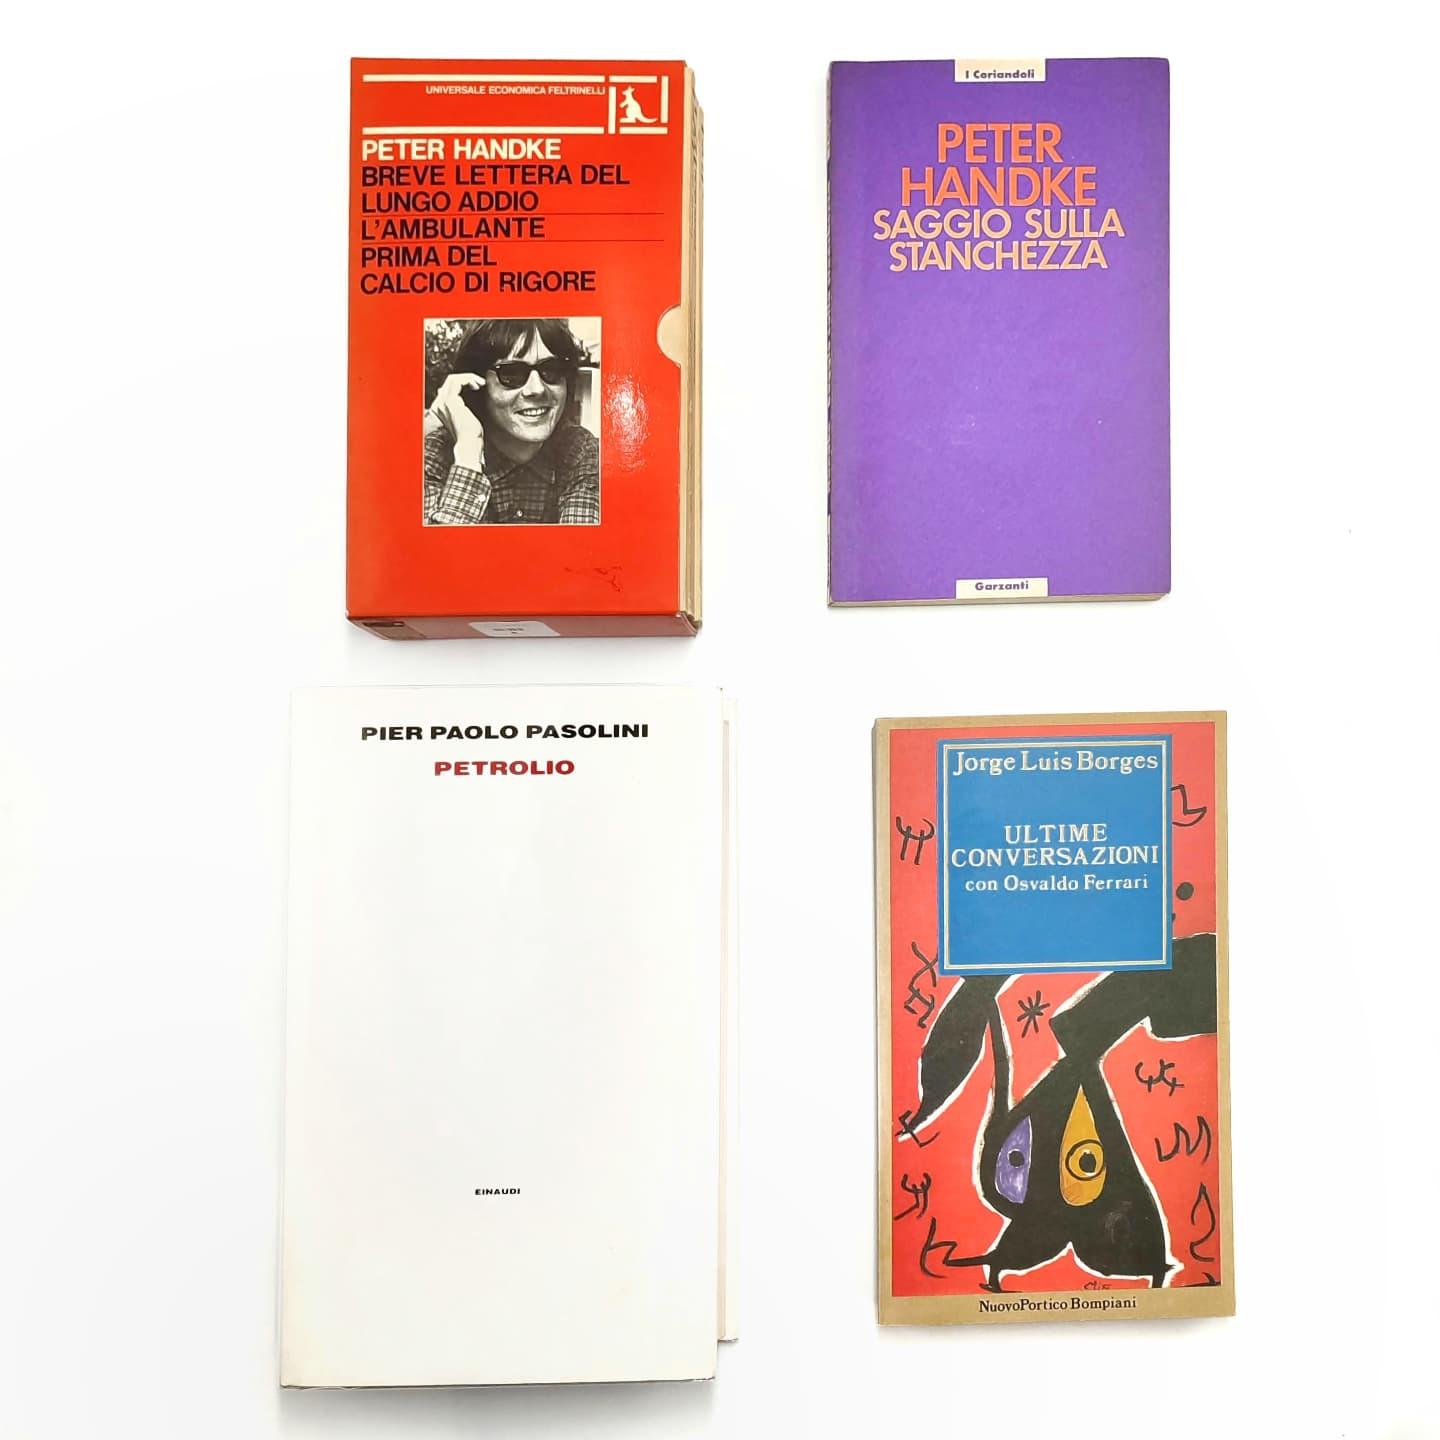 UNIVERSALE ECONOMICA FELTRINELLI
PETER HANDKE
BREVE LETTERA DEL
LUNGO ADDIO
L'AMBULANTE
PRIMA DEL
CALCIO DI RIGORE
I Coriandoli
PETER
HANDKE
SAGGIO SULLA
STANCHEZZA
Garzanti
PIER PAOLO PASOLINI
PETROLIO
EINAUDI
Jorge Luis Borges
ULTIME
CONVERSAZIONI
con Osvaldo Ferrari
NuovoPortico Bompiani